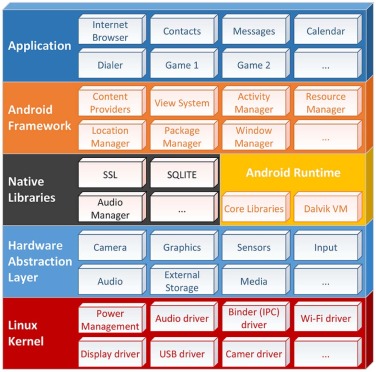 Application
Internet
Browser
Contacts
Messages
Calendar
Dialer
Game 1
Game 2
...
Android
Framework
Content
Providers
View System
Activity
Manager
Resource
Manager
Location
Manager
Package
Manager
Window
Manager
...
Native
Libraries
SSL
SQLITE
Audio
Manager
...
Android Runtime
Core Libraries
Dalvik VM
Hardware
Abstraction
Layer
Camera
Graphics
Sensors
Input
Audio
External
Storage
Media
...
Linux
Kernel
Power
Management
Audio driver
Binder (IPC)
driver
Wi-Fi driver
Display driver
USB driver
Camer driver
...